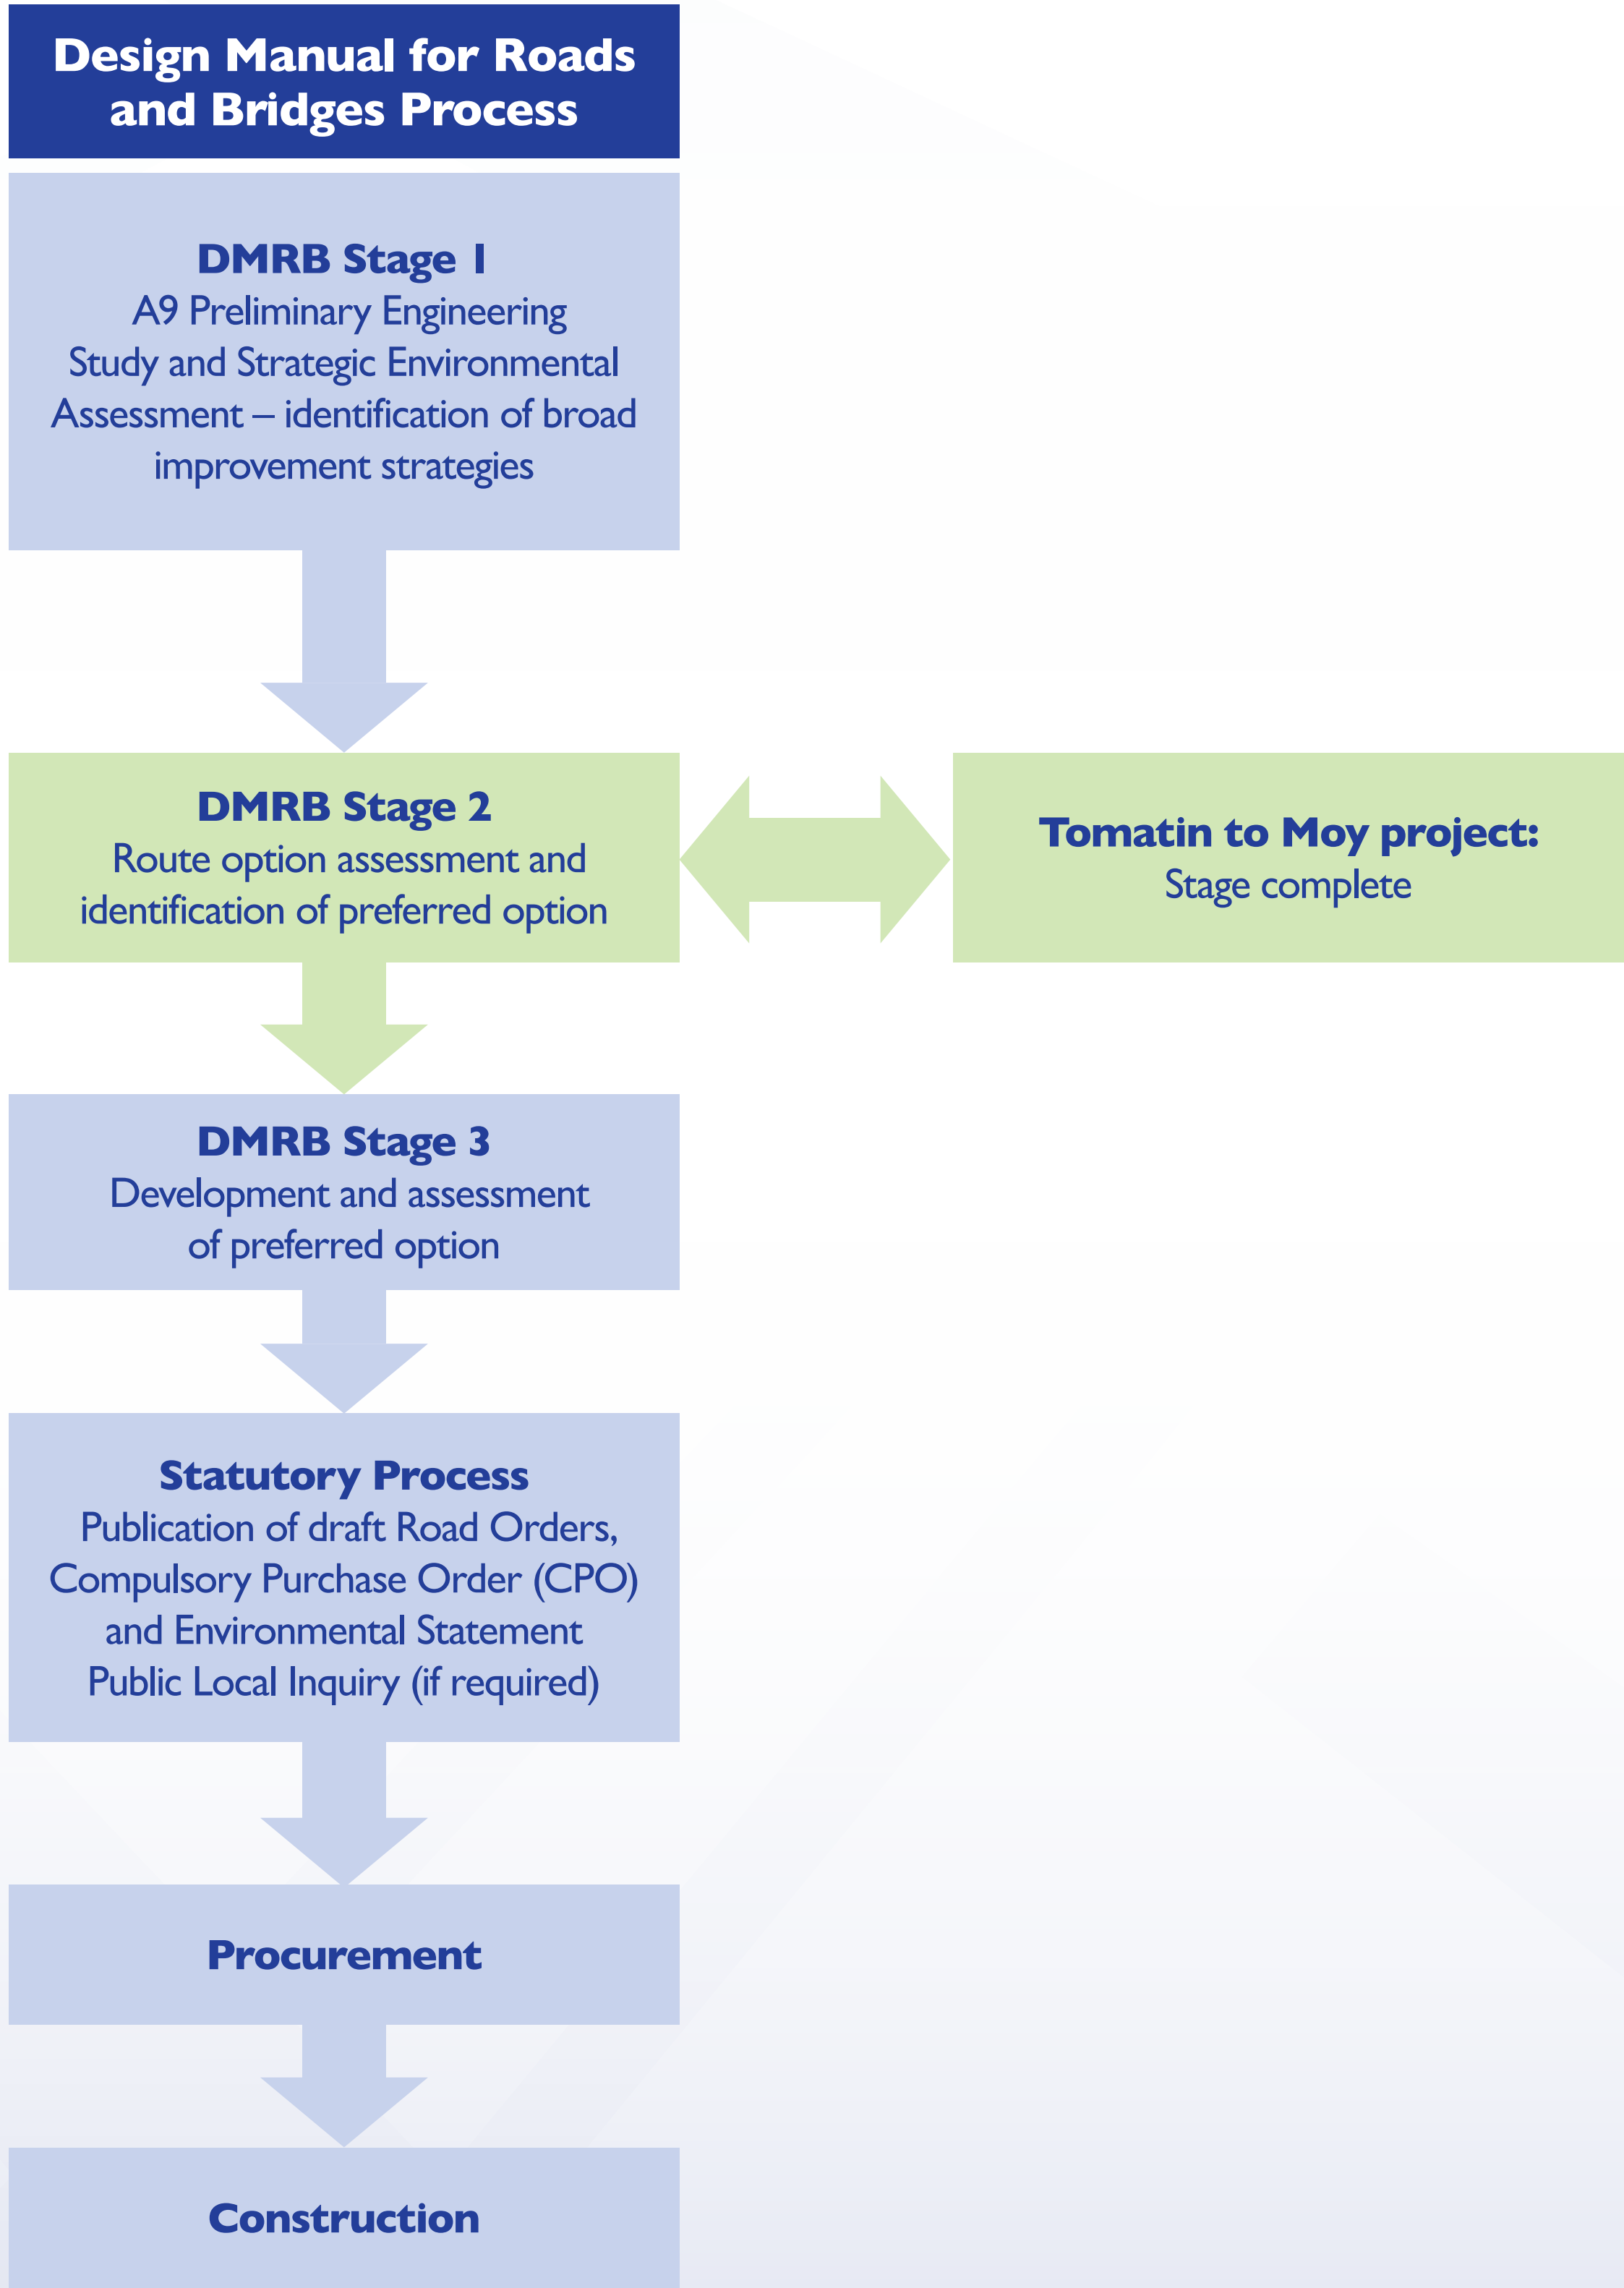 Design Manual for Roads
and Bridges Process
DMRB Stage 1
A9 Preliminary Engineering
Study and Strategic Environmental
Assessment – identification of broad
improvement strategies
DMRB Stage 2
Route option assessment and
identification of preferred option
Tomatin to Moy project:
Stage complete
DMRB Stage 3
Development and assessment
of preferred option
Statutory Process
Publication of draft Road Orders,
Compulsory Purchase Order (CPO)
and Environmental Statement
Public Local Inquiry (if required)
Procurement
Construction